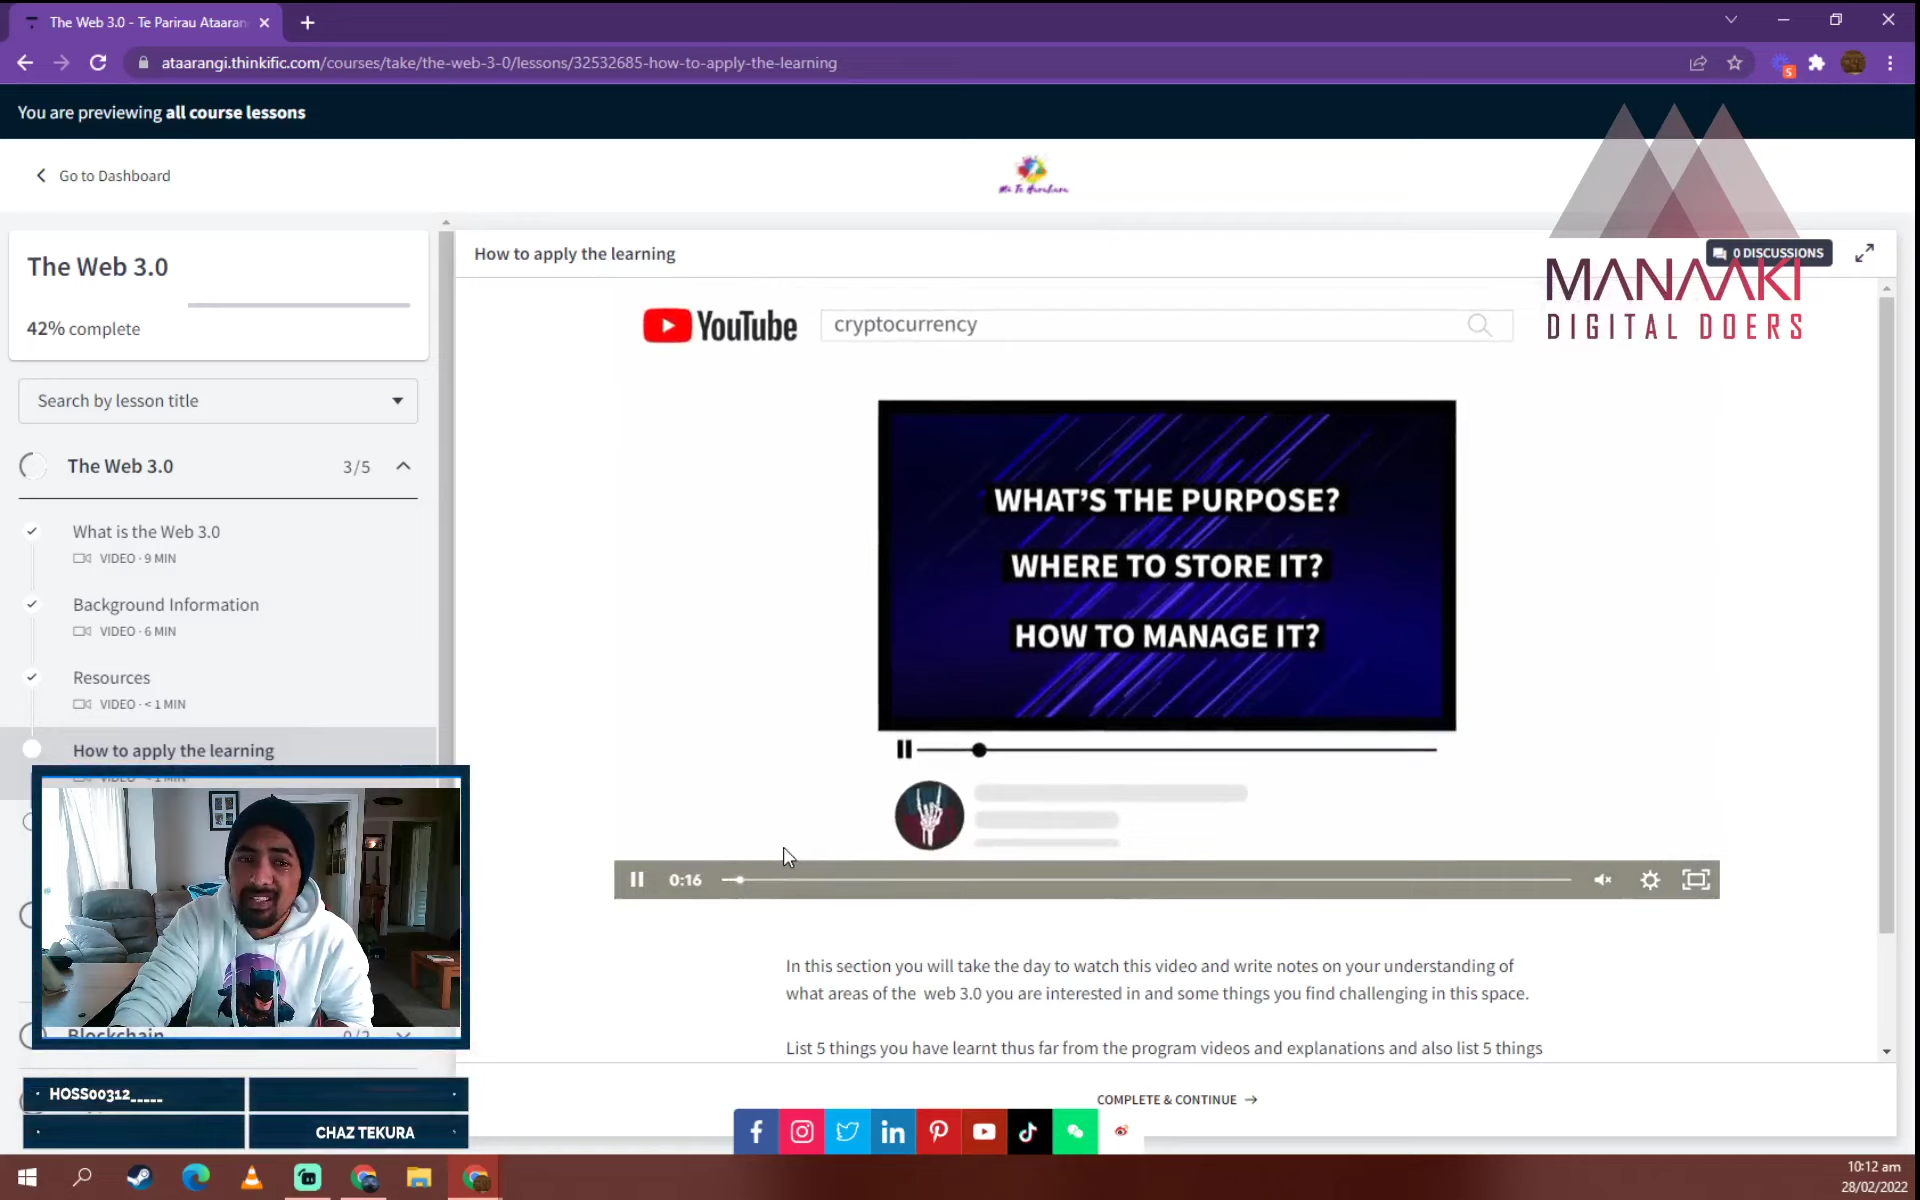 The Web 3.0 - Te Parirau Ataaran
ataarangi.thinkific.com/courses/take/the-web-3-0/lessons/32532685-how-to-apply-the-learning
5
You are previewing all course lessons
Go to Dashboard
The Web 3.0
42% complete
Search by lesson title
The Web 3.0 3/5
What is the Web 3.0
VIDEO · 9 MIN
Background Information
VIDEO · 6 MIN
Resources
VIDEO · < 1 MIN
How to apply the learning
VIDEO · < 1 MIN
Blockchain 0/2
HOSS00312_____
CHAZ TEKURA
How to apply the learning
0 DISCUSSIONS
MANAAKI
DIGITAL DOERS
YouTube
cryptocurrency
WHAT'S THE PURPOSE?
WHERE TO STORE IT?
HOW TO MANAGE IT?
0:16
In this section you will take the day to watch this video and write notes on your understanding of
what areas of the web 3.0 you are interested in and some things you find challenging in this space.
List 5 things you have learnt thus far from the program videos and explanations and also list 5 things
COMPLETE & CONTINUE
10:12 am
28/02/2022